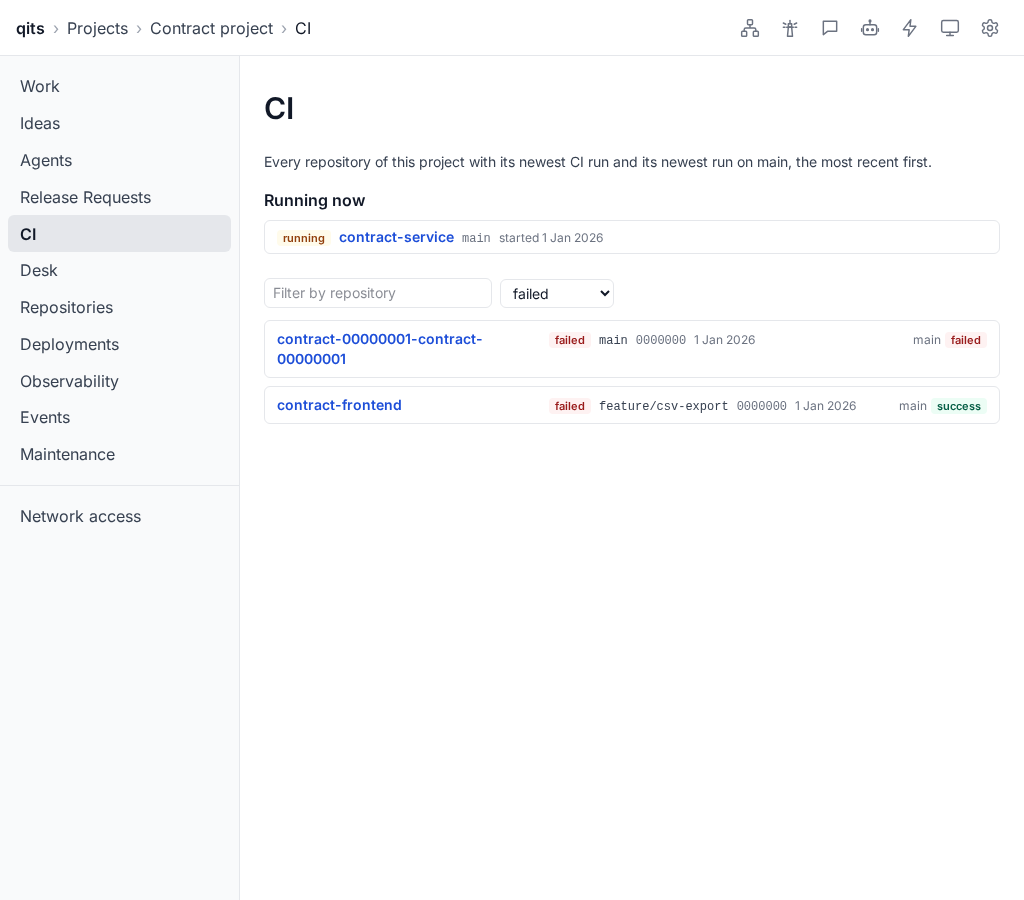 qits › Projects › Contract project › CI
Work
Ideas
Agents
Release Requests
CI
Desk
Repositories
Deployments
Observability
Events
Maintenance
Network access
CI
Every repository of this project with its newest CI run and its newest run on main, the most recent first.
Running now
running contract-service main started 1 Jan 2026
Filter by repository failed
contract-00000001-contract-
00000001 failed main 0000000 1 Jan 2026 main failed
contract-frontend failed feature/csv-export 0000000 1 Jan 2026 main success